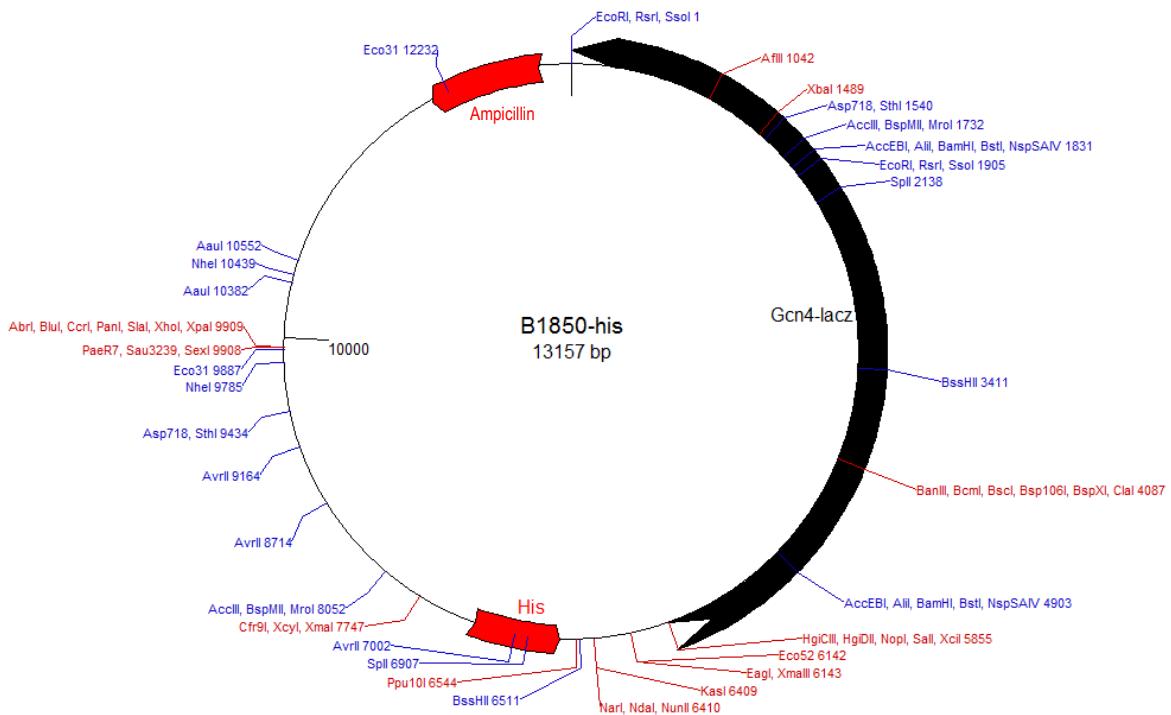 EcoRI, RsrI, SsoI 1
Eco31 12232
Ampicillin
AflII 1042
XbaI 1489
Asp718, SthI 1540
AccIII, BspMII, MroI 1732
AccEBI, AliI, BamHI, BstI, NspSAIV 1831
EcoRI, RsrI, SsoI 1905
SplI 2138
AauI 10552
NheI 10439
AauI 10382
Gcn4-lacz
B1850-his
13157 bp
AbrI, BluI, CcrI, PanI, SlaI, XhoI, XpaI 9909
PaeR7, Sau3239, SexI 9908
10000
Eco31 9887
NheI 9785
BssHII 3411
Asp718, SthI 9434
AvrII 9164
BanIII, BcmI, BscI, Bsp106I, BspXI, ClaI 4087
AvrII 8714
AccIII, BspMII, MroI 8052
AccEBI, AliI, BamHI, BstI, NspSAIV 4903
His
Cfr9I, XcyI, XmaI 7747
HgiCIII, HgiDII, NopI, SalI, XciI 5855
AvrII 7002
Eco52 6142
SplI 6907
EagI, XmaIII 6143
Ppu10I 6544
KasI 6409
BssHII 6511
NarI, NdaI, NunII 6410